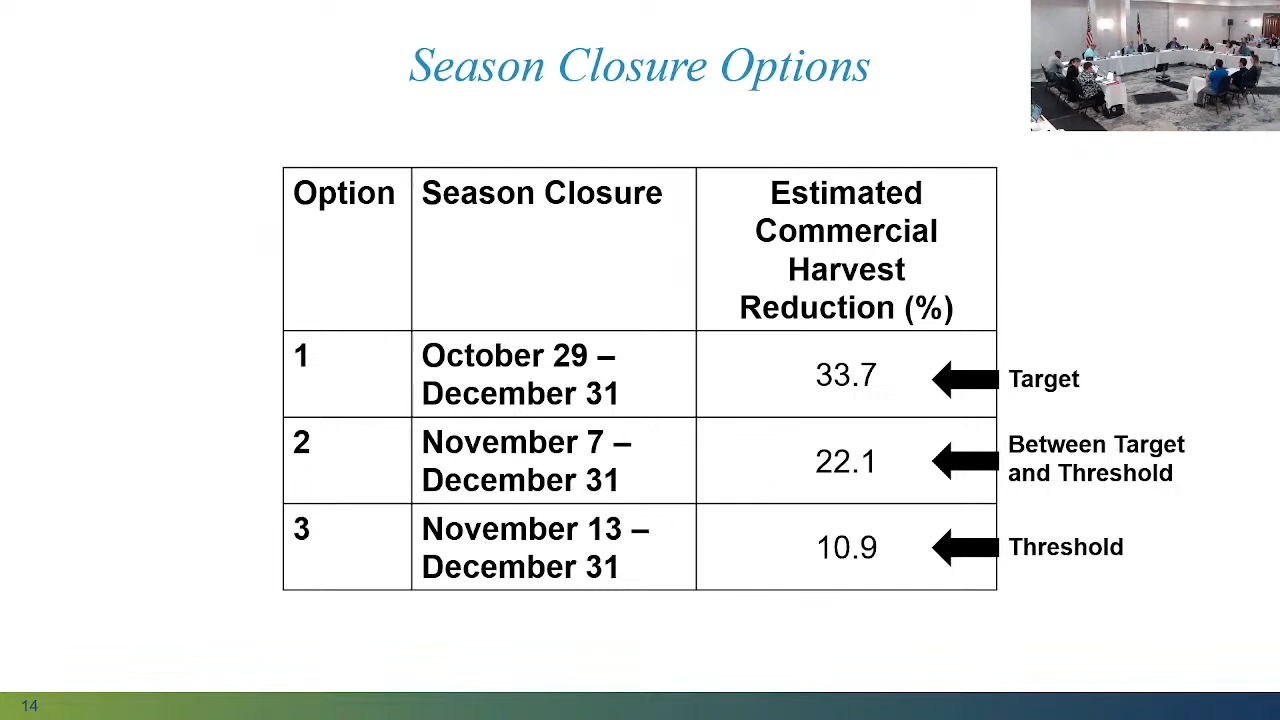 Season Closure Options
Option
Season Closure
Estimated
Commercial
Harvest
Reduction (%)
1
October 29 –
December 31
33.7
Target
2
November 7 –
December 31
22.1
Between Target
and Threshold
3
November 13 –
December 31
10.9
Threshold
14